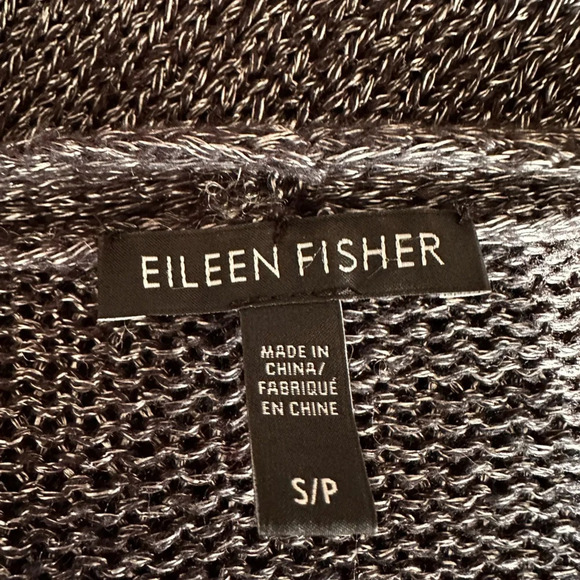 EILEEN FISHER
MADE IN
CHINA/
FABRIQUÉ
EN CHINE
S/P